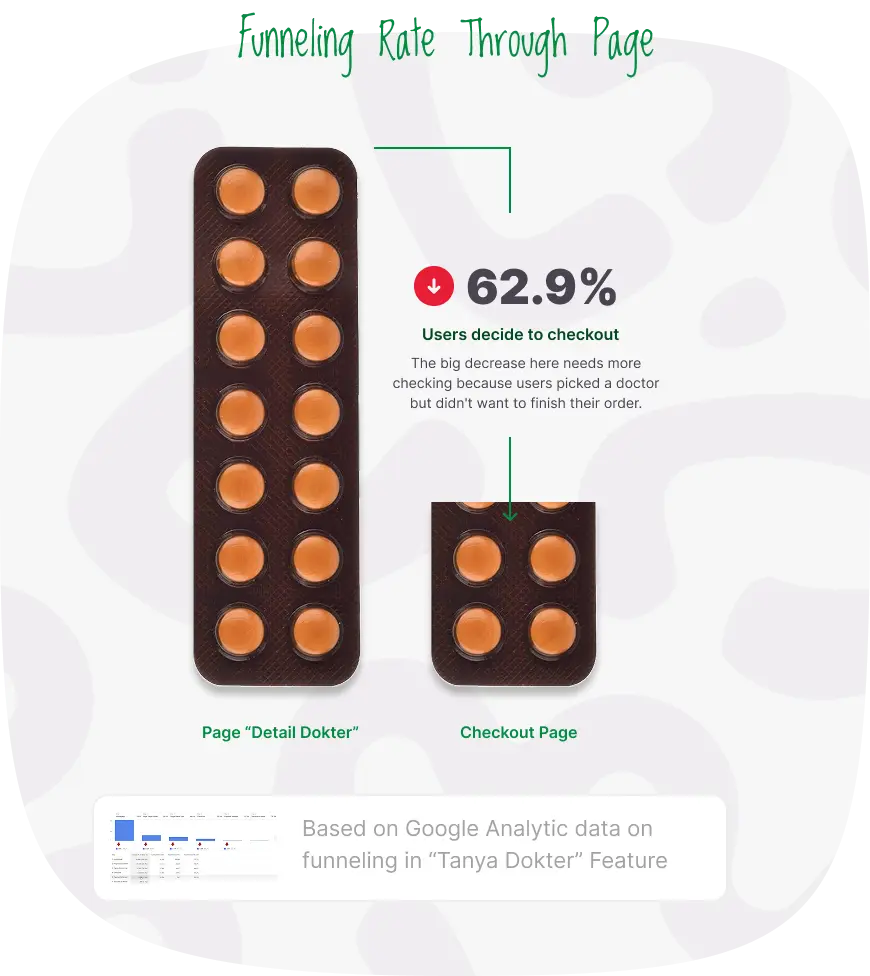 Funneling Rate Through Page
62.9%
Users decide to checkout
The big decrease here needs more
checking because users picked a doctor
but didn't want to finish their order.
Page “Detail Dokter”
Checkout Page
Based on Google Analytic data on
funneling in “Tanya Dokter” Feature